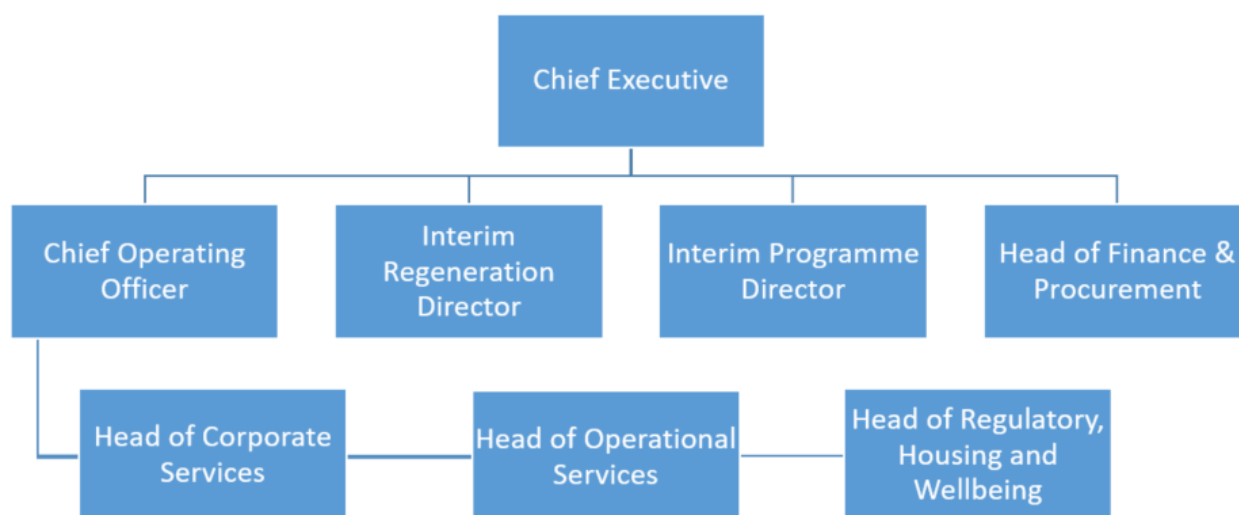 Chief Executive
Chief Operating
Officer
Interim
Regeneration
Director
Interim Programme
Director
Head of Finance &
Procurement
Head of Corporate
Services
Head of Operational
Services
Head of Regulatory,
Housing and
Wellbeing